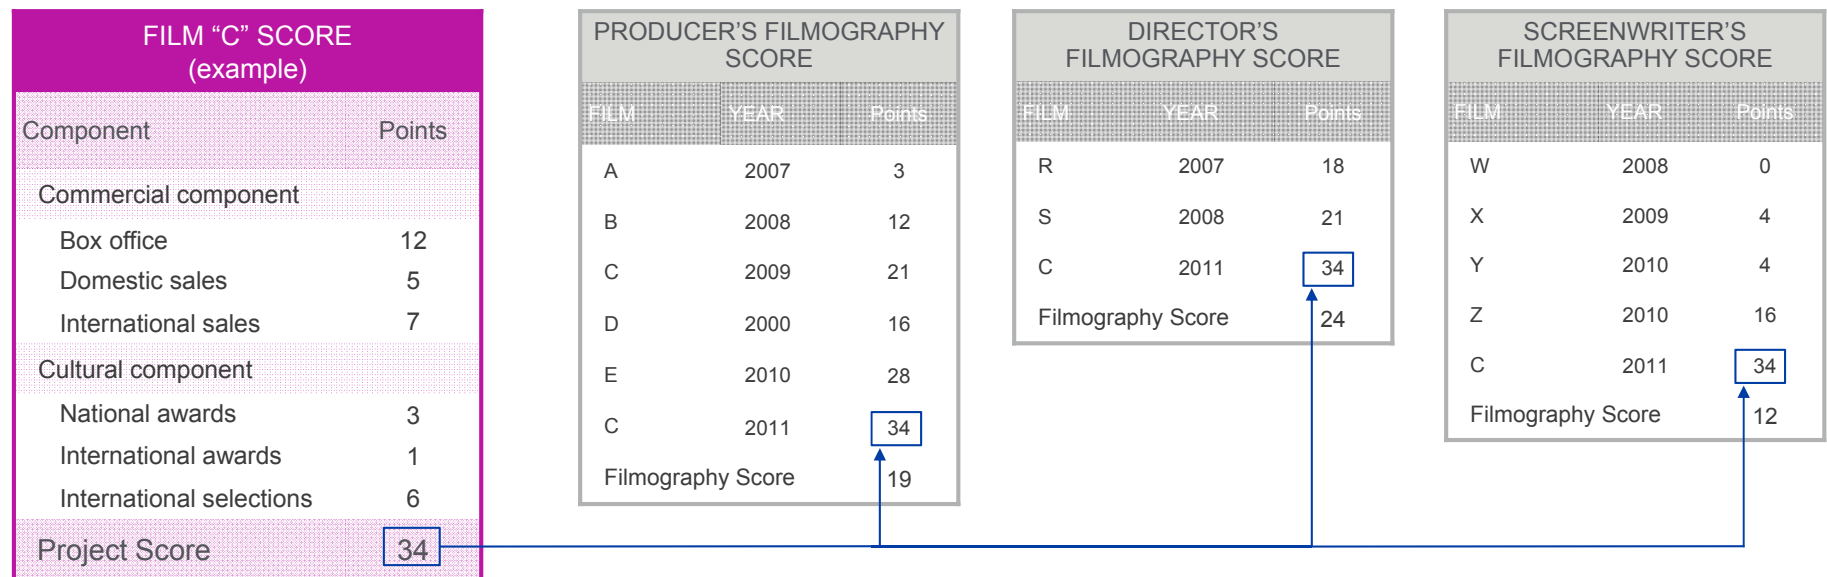 FILM “C” SCORE
(example)
Component Points
Commercial component
Box office 12
Domestic sales 5
International sales 7
Cultural component
National awards 3
International awards 1
International selections 6
Project Score 34
PRODUCER’S FILMOGRAPHY
SCORE
FILM YEAR Points
A 2007 3
B 2008 12
C 2009 21
D 2000 16
E 2010 28
C 2011 34
Filmography Score 19
DIRECTOR’S
FILMOGRAPHY SCORE
FILM YEAR Points
R 2007 18
S 2008 21
C 2011 34
Filmography Score 24
SCREENWRITER’S
FILMOGRAPHY SCORE
FILM YEAR Points
W 2008 0
X 2009 4
Y 2010 4
Z 2010 16
C 2011 34
Filmography Score 12